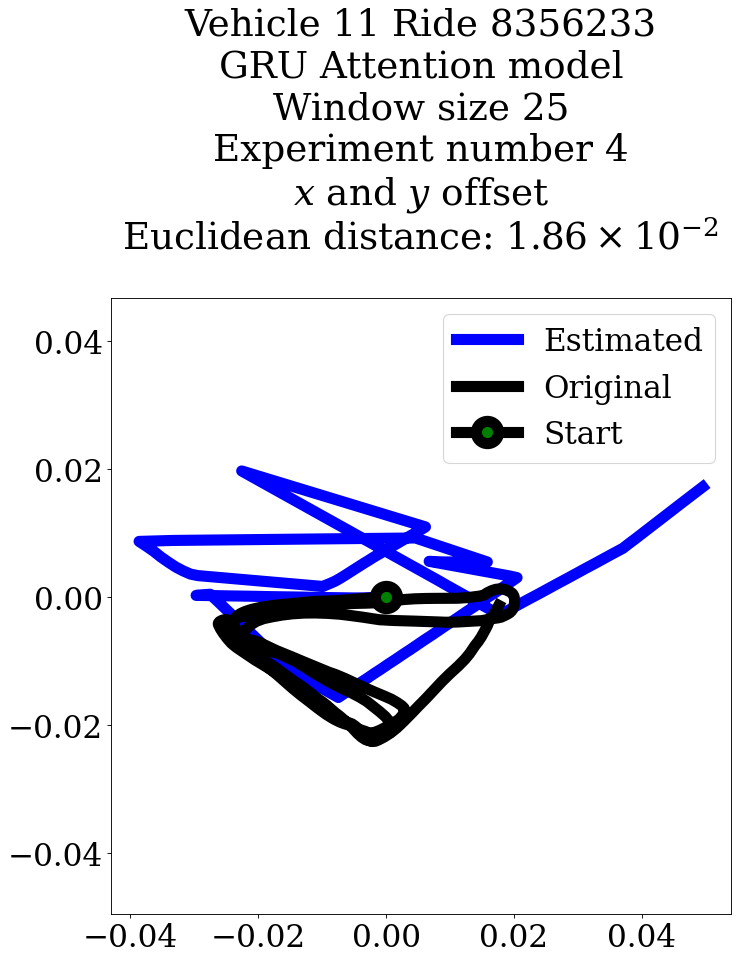 Vehicle 11 Ride 8356233
GRU Attention model
Window size 25
Experiment number 4
x and y offset
Euclidean distance: 1.86 × 10⁻²
Estimated
Original
Start
0.04
0.02
0.00
−0.02
−0.04
−0.04
−0.02
0.00
0.02
0.04